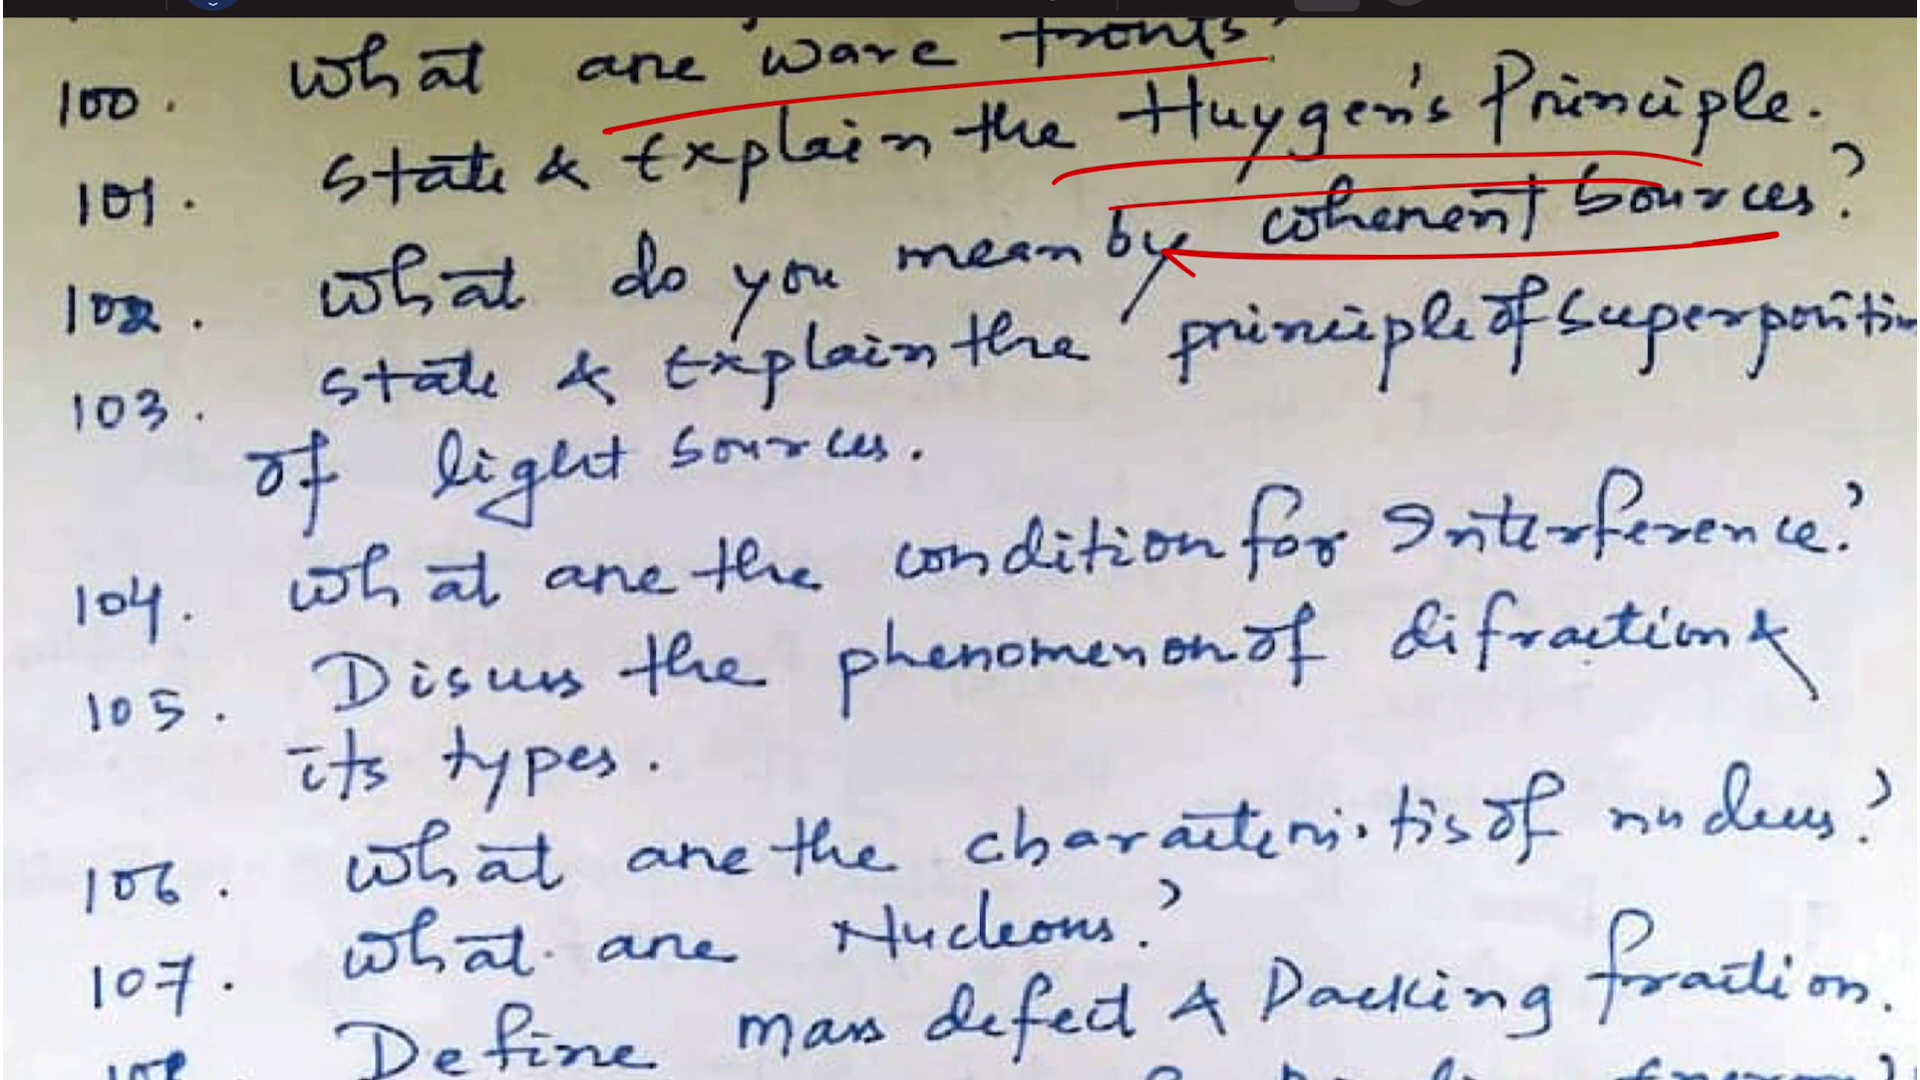 100. What are wave fronts?
101. State & Explain the Huygen's Principle.
102. What do you mean by coherent Sources?
103. State & Explain the principle of Superposition
of light Sources.
104. What are the condition for Interference?
105. Discuss the phenomenon of difraction &
its types.
106. What are the characteristis of nucleus?
107. What are Nucleons?
108. Define mass defect & Packing fraction.